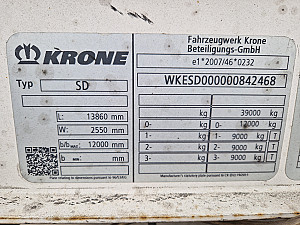 KRONE
Fahrzeugwerk Krone
Beteiligungs-GmbH
e1*2007/46*0232
Typ SD
WKESD000000842468
L: 13860 mm
W: 2550 mm
b/bmax 12000 mm
b: mm
kg 39000 kg
0- kg 0- 12000 kg
1- kg 1- 9000 kg T
2- kg 2- 9000 kg T
3- kg 3- 9000 kg T